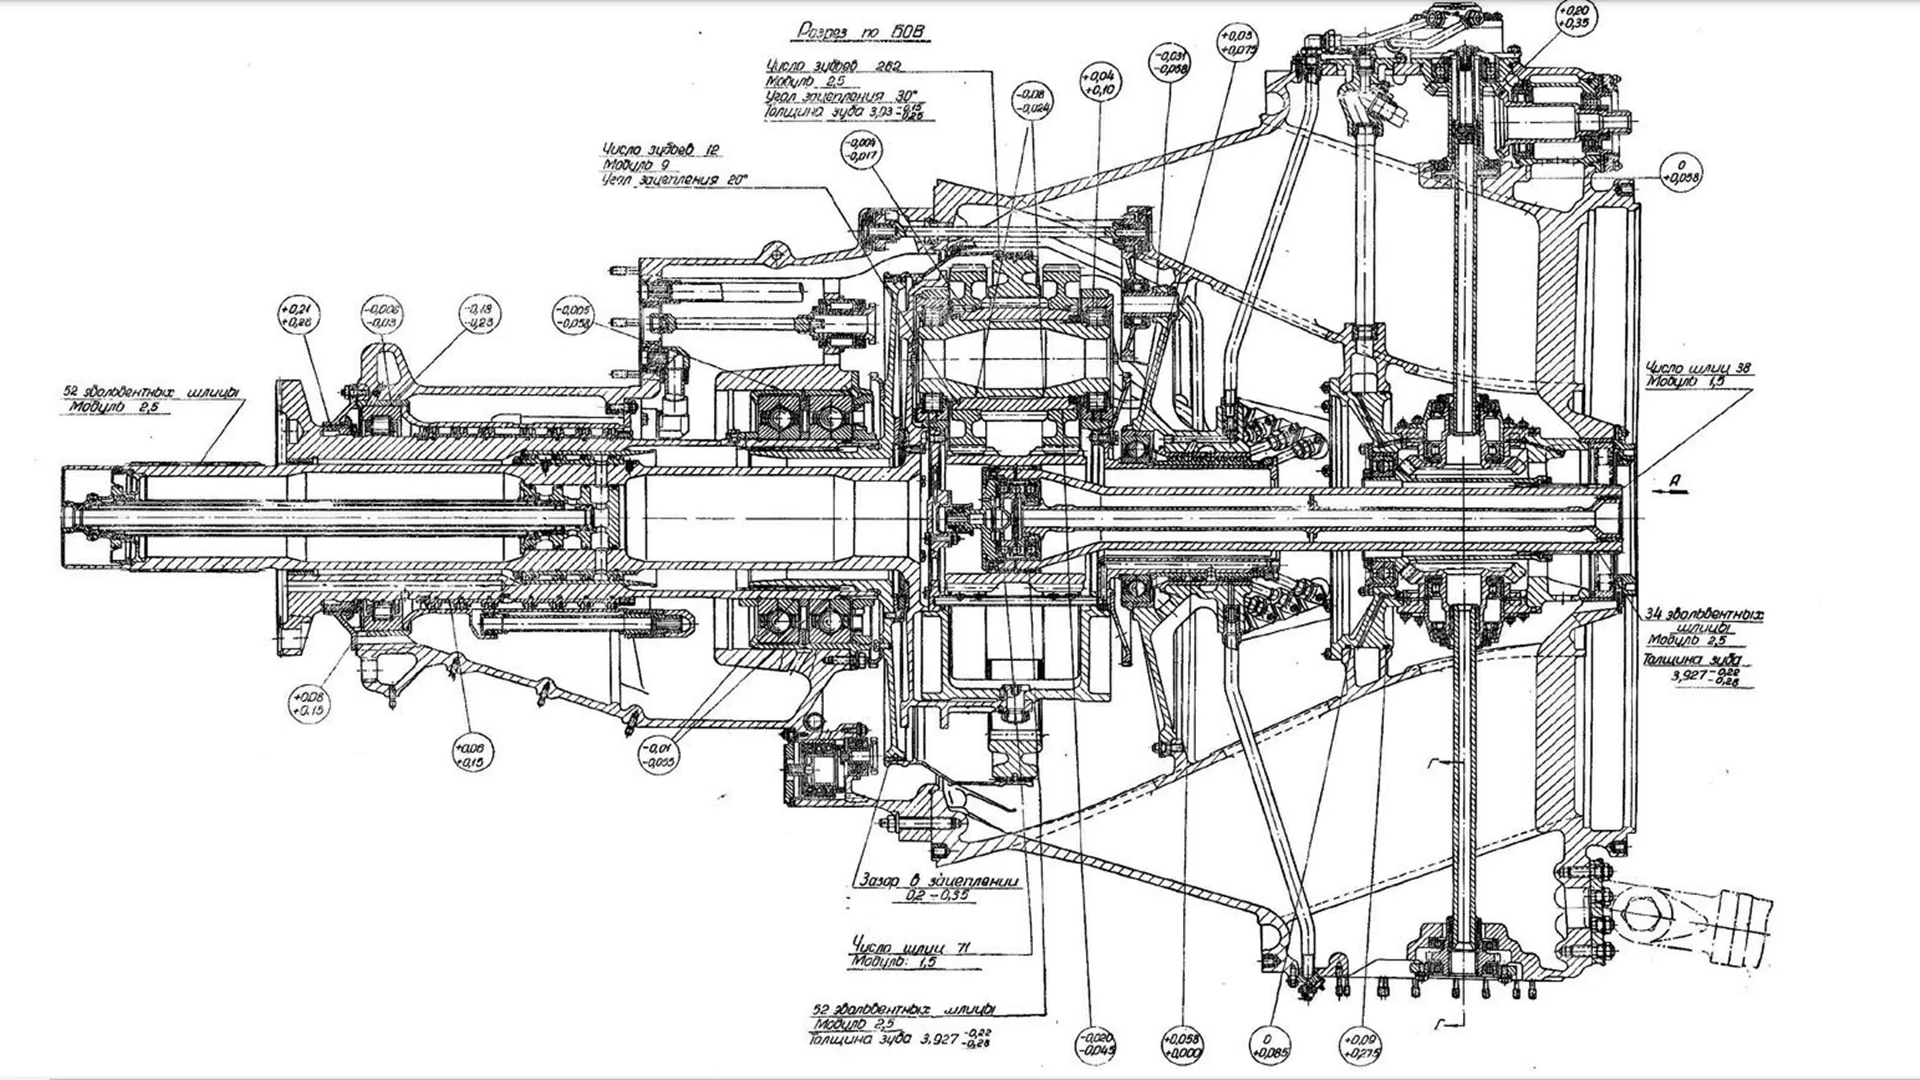 Разрез по БОВ
Число зубьев 262
Модуль 2,5
Угол зацепления 30°
Толщина зуба 3,93 -0,15 -0,25
Число зубьев 12
Модуль 9
Угол зацепления 20°
+0,20
+0,35
+0,03
+0,075
-0,031
-0,058
+0,04
+0,10
-0,08
-0,024
-0,004
-0,017
0
+0,058
+0,21
+0,26
-0,006
-0,03
-0,19
-0,23
-0,005
-0,058
52 эвольвентных шлицы
Модуль 2,5
Число шлиц 38
Модуль 1,5
А
34 эвольвентных
шлицы
Модуль 2,5
Толщина зуба
3,927 -0,22 -0,28
+0,08
+0,15
+0,06
+0,15
-0,01
-0,055
Г
Зазор в зацеплении
0,2-0,35
Число шлиц 71
Модуль: 1,5
52 эвольвентных шлицы
Модуль 2,5
Толщина зуба 3,927 -0,22 -0,28
Г
-0,020
-0,045
+0,058
+0,000
0
+0,085
+0,09
+0,275